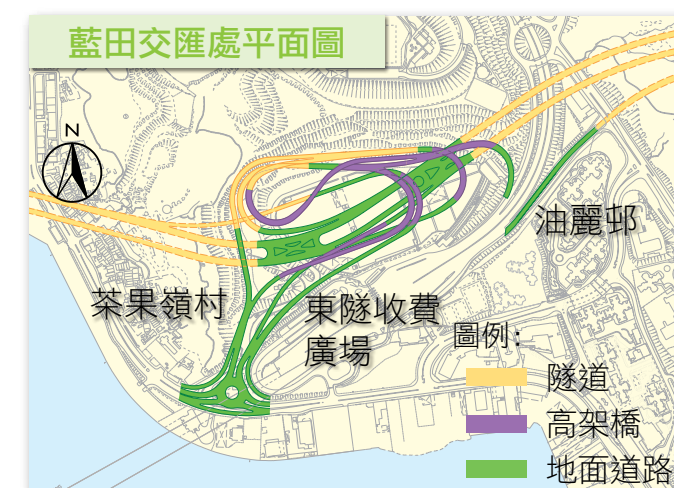 藍田交匯處平面圖
N
油麗邨
茶果嶺村
東隧收費
廣場
圖例:
隧道
高架橋
地面道路